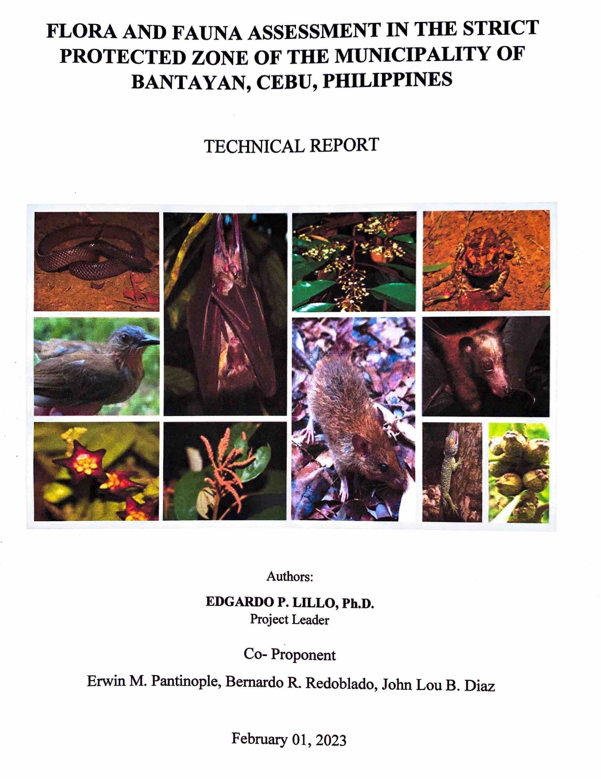 FLORA AND FAUNA ASSESSMENT IN THE STRICT
PROTECTED ZONE OF THE MUNICIPALITY OF
BANTAYAN, CEBU, PHILIPPINES
TECHNICAL REPORT
Authors:
EDGARDO P. LILLO, Ph.D.
Project Leader
Co- Proponent
Erwin M. Pantinople, Bernardo R. Redoblado, John Lou B. Diaz
February 01, 2023